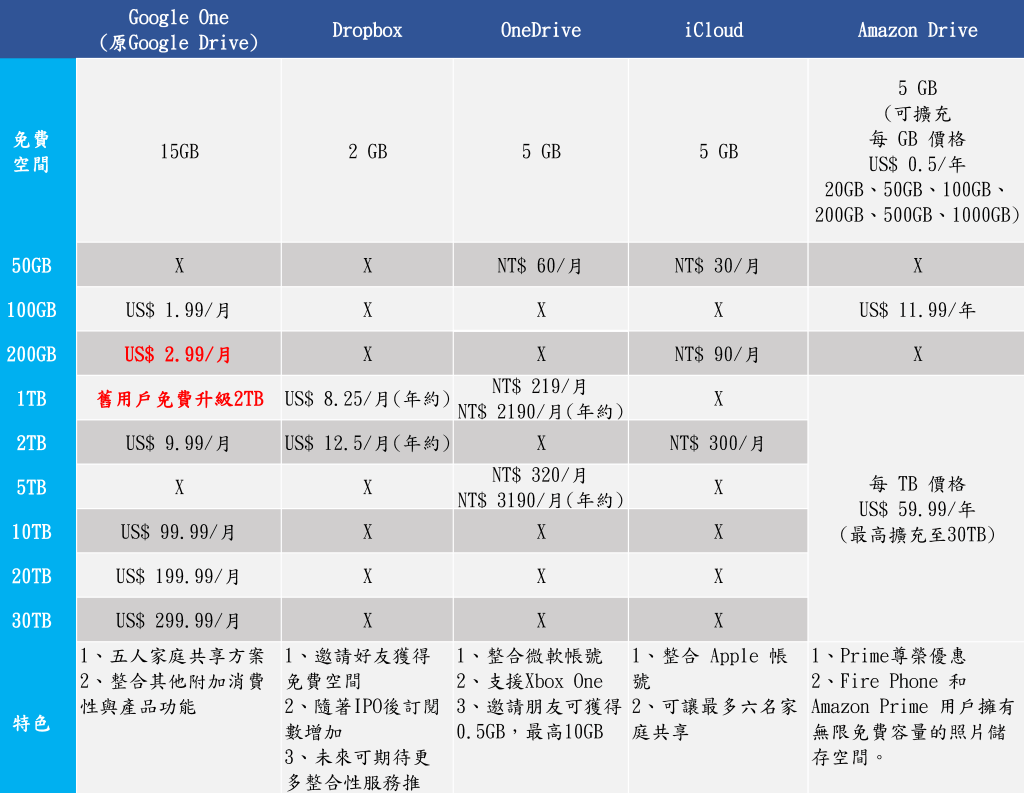 Google One
(原Google Drive)
Dropbox
OneDrive
iCloud
Amazon Drive
免費
空間
15GB
2 GB
5 GB
5 GB
5 GB
(可擴充
每 GB 價格
US$ 0.5/年
20GB、50GB、100GB、
200GB、500GB、1000GB)
50GB
X
X
NT$ 60/月
NT$ 30/月
X
100GB
US$ 1.99/月
X
X
X
US$ 11.99/年
200GB
US$ 2.99/月
X
X
NT$ 90/月
X
1TB
舊用戶免費升級2TB
US$ 8.25/月(年約)
NT$ 219/月
NT$ 2190/月(年約)
X
2TB
US$ 9.99/月
US$ 12.5/月(年約)
X
NT$ 300/月
5TB
X
X
NT$ 320/月
NT$ 3190/月(年約)
X
每 TB 價格
US$ 59.99/年
(最高擴充至30TB)
10TB
US$ 99.99/月
X
X
X
20TB
US$ 199.99/月
X
X
X
30TB
US$ 299.99/月
X
X
X
特色
1、五人家庭共享方案
2、整合其他附加消費
性與產品功能
1、邀請好友獲得
免費空間
2、隨著IPO後訂閱
數增加
3、未來可期待更
多整合性服務推
1、整合微軟帳號
2、支援Xbox One
3、邀請朋友可獲得
0.5GB，最高10GB
1、整合 Apple 帳
號
2、可讓最多六名家
庭共享
1、Prime尊榮優惠
2、Fire Phone 和
Amazon Prime 用戶擁有
無限免費容量的照片儲
存空間。